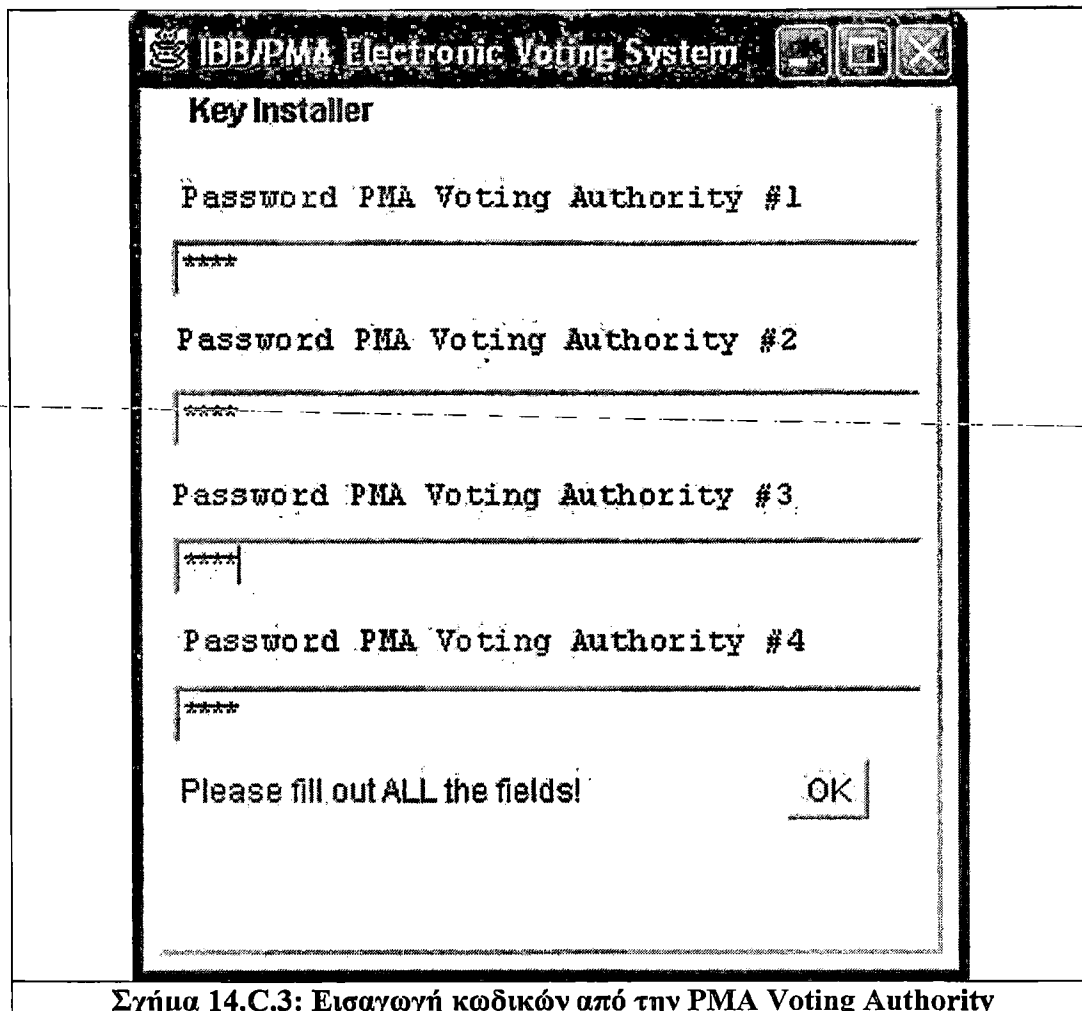 IBB/PMA Electronic Voting System
Key Installer
Password PMA Voting Authority #1
****
Password PMA Voting Authority #2
****
Password PMA Voting Authority #3
****
Password PMA Voting Authority #4
****
Please fill out ALL the fields!
OK
Σχήμα 14.C.3: Εισαγωγή κωδικών από την PMA Voting Authority